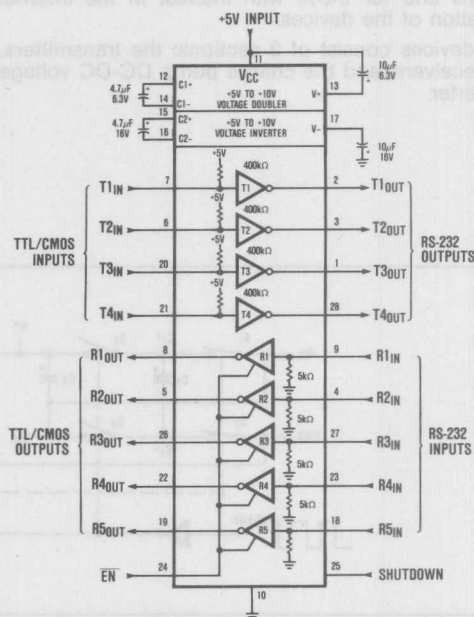 +5V INPUT
11
VCC
12
C1+
4.7µF
6.3V
14
C1-
+5V TO +10V
VOLTAGE DOUBLER
V+
13
10µF
6.3V
15
C2+
4.7µF
16V
16
C2-
+5V TO -10V
VOLTAGE INVERTER
V-
17
10µF
16V
TTL/CMOS
INPUTS
T1IN
7
+5V
400kΩ
T1
2
T1OUT
T2IN
6
+5V
400kΩ
T2
3
T2OUT
T3IN
20
+5V
400kΩ
T3
1
T3OUT
T4IN
21
+5V
400kΩ
T4
28
T4OUT
RS-232
OUTPUTS
TTL/CMOS
OUTPUTS
R1OUT
8
R1
5kΩ
9
R1IN
R2OUT
5
R2
5kΩ
4
R2IN
R3OUT
26
R3
5kΩ
27
R3IN
R4OUT
22
R4
5kΩ
23
R4IN
R5OUT
19
R5
5kΩ
18
R5IN
RS-232
INPUTS
EN
24
25
SHUTDOWN
10